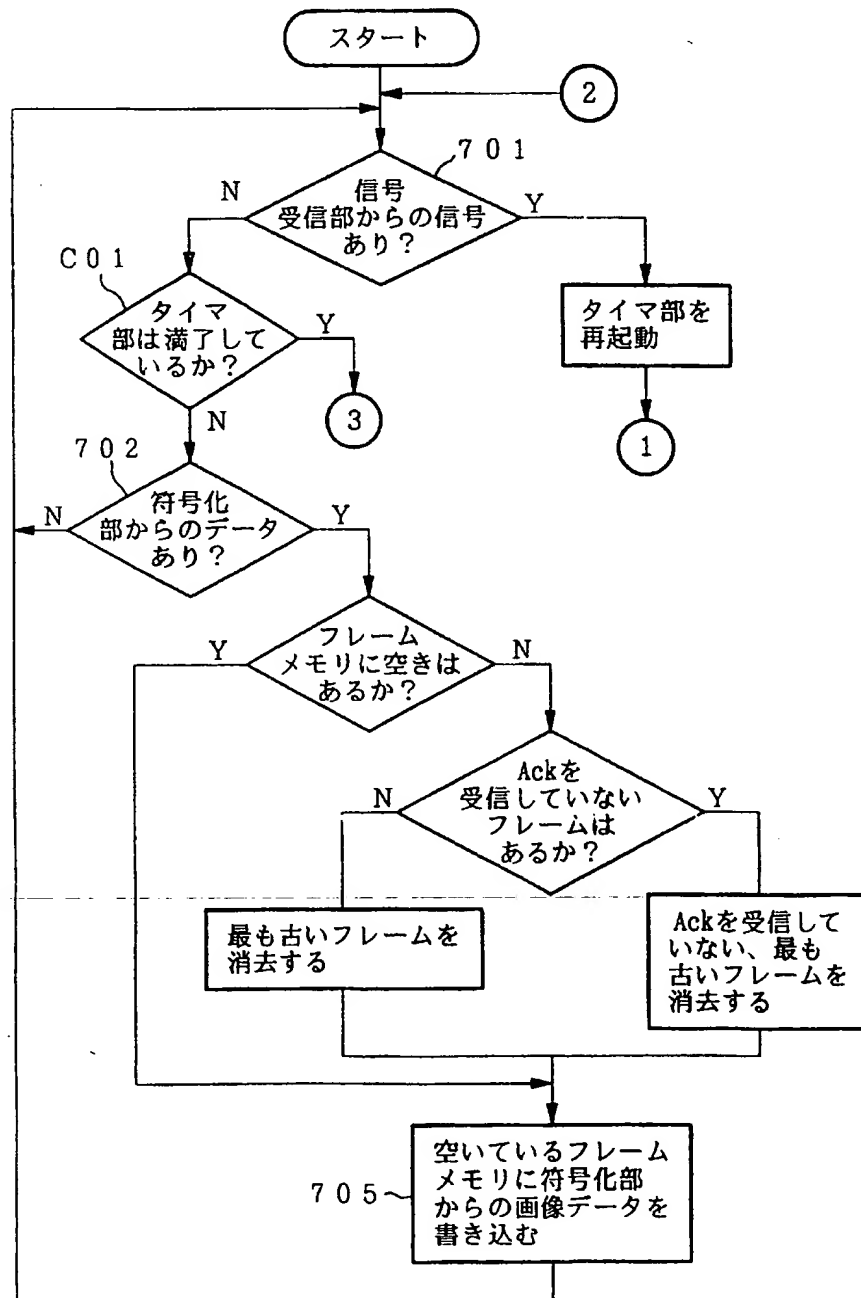 スタート
2
701
信号
受信部からの信号
あり?
N
Y
C01
タイマ
部は満了して
いるか?
Y
N
タイマ部を
再起動
3
1
702
符号化
部からのデータ
あり?
N
Y
フレーム
メモリに空きは
あるか?
Y
N
Ackを
受信していない
フレームは
あるか?
N
Y
最も古いフレームを
消去する
Ackを受信して
いない、最も
古いフレームを
消去する
705
空いているフレーム
メモリに符号化部
からの画像データを
書き込む